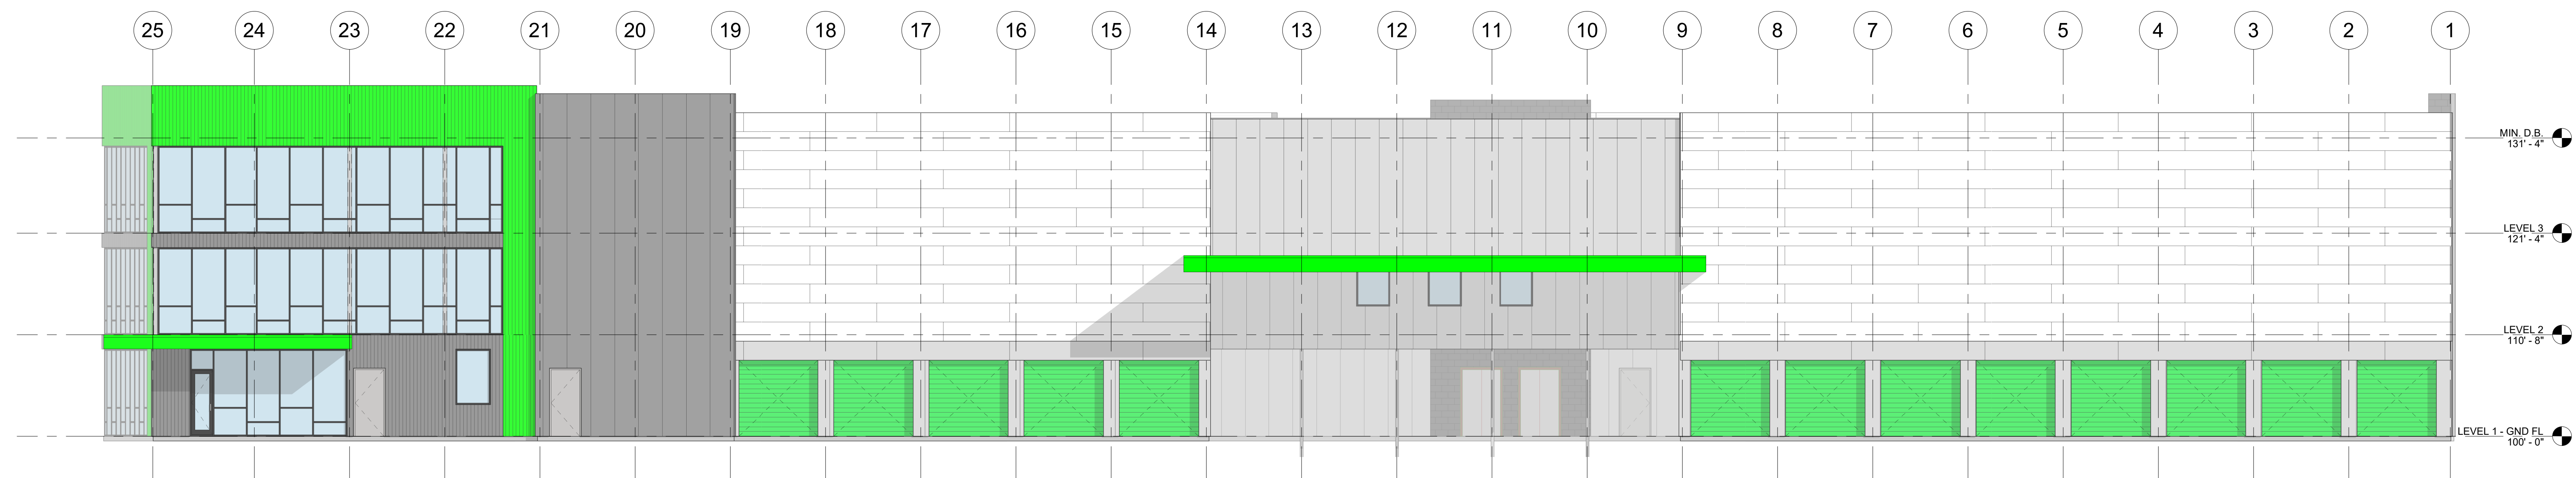 25 24 23 22 21 20 19 18 17 16 15 14 13 12 11 10 9 8 7 6 5 4 3 2 1
MIN. D.B.
131' - 4"
LEVEL 3
121' - 4"
LEVEL 2
110' - 8"
LEVEL 1 - GND FL
100' - 0"